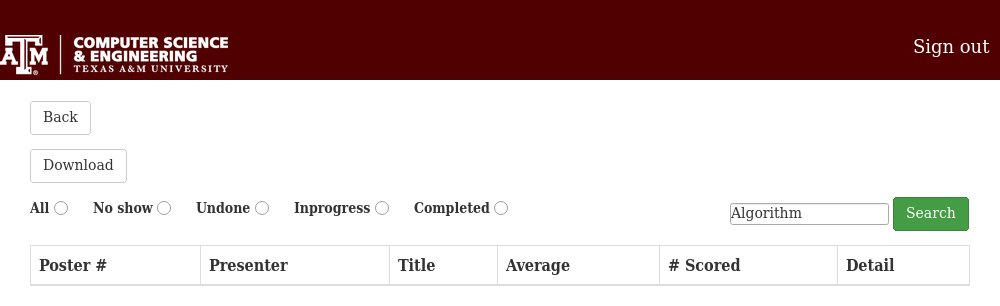 COMPUTER SCIENCE
& ENGINEERING
TEXAS A&M UNIVERSITY
ATM®
Sign out
Back
Download
All No show Undone Inprogress Completed Algorithm Search
Poster # Presenter Title Average # Scored Detail